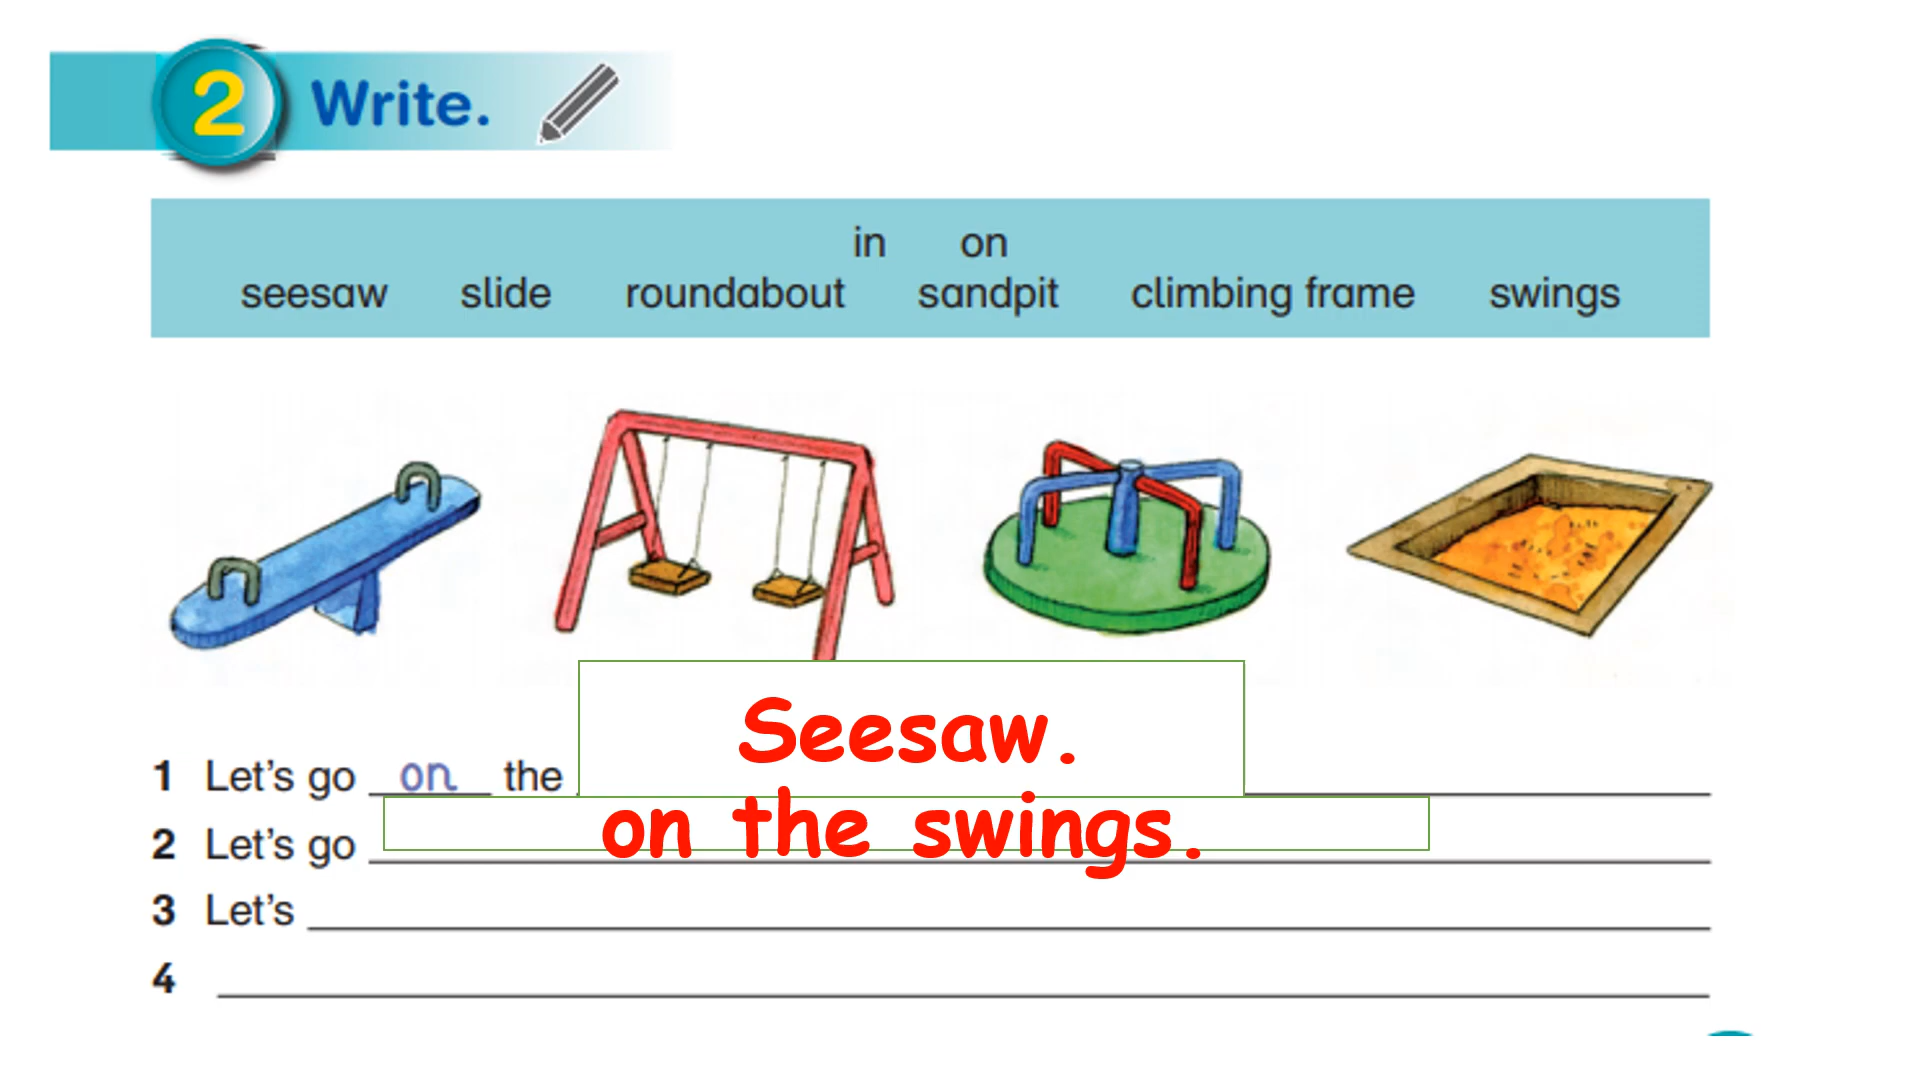 2 Write.
in on
seesaw slide roundabout sandpit climbing frame swings
Seesaw.
1 Let's go on the
2 Let's go on the swings.
3 Let's
4